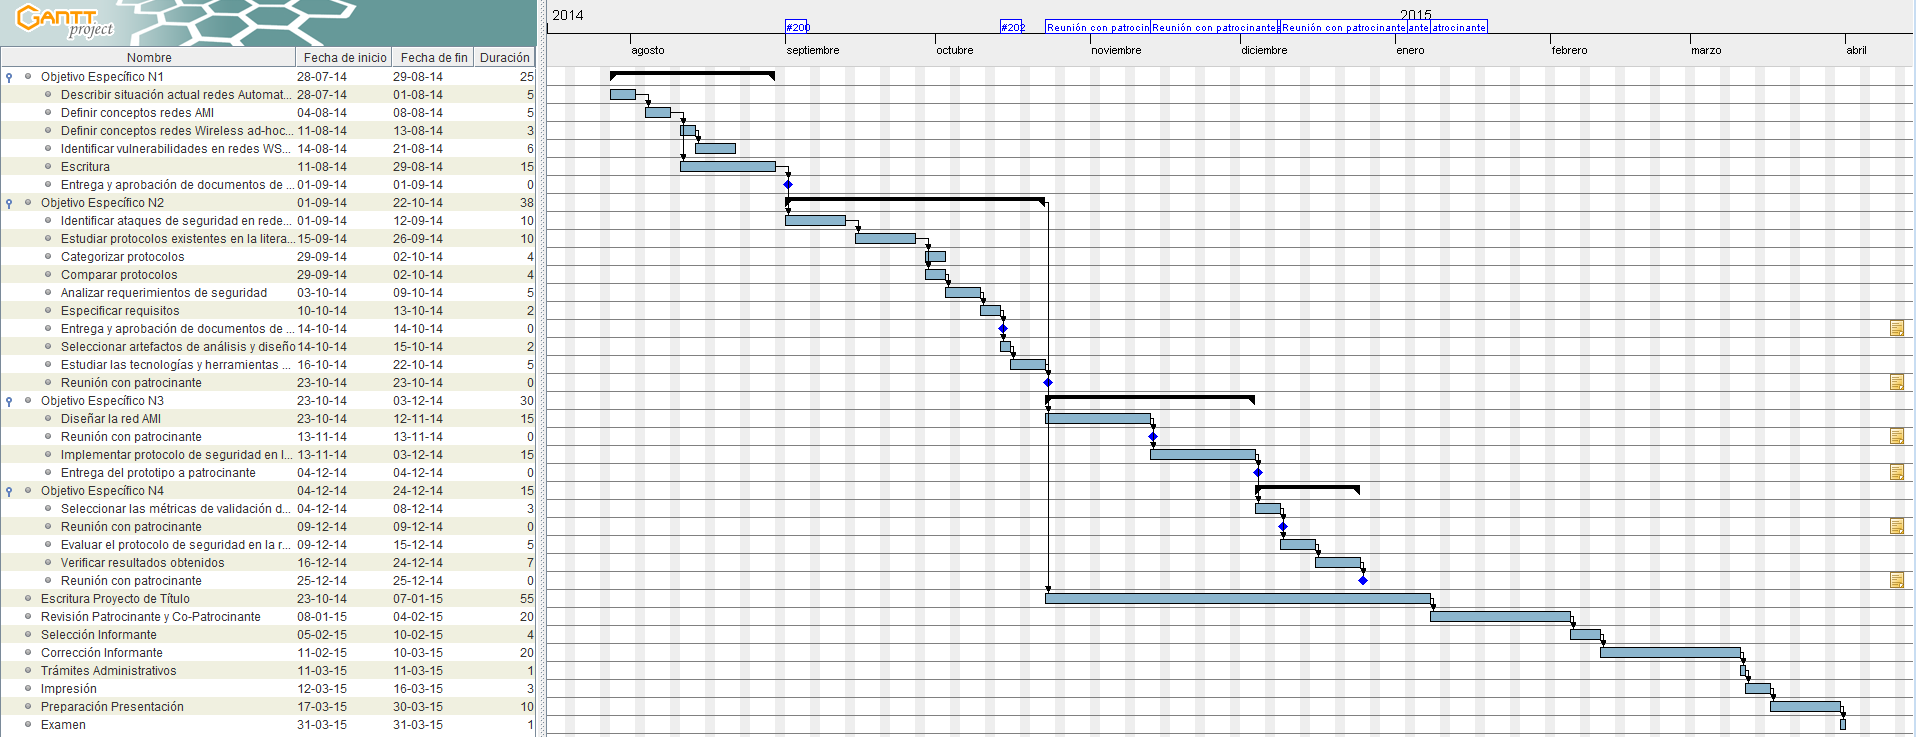 GANTT
project
2014
2015
#200
#202
Reunión con patrocin
Reunión con patrocinante
Reunión con patrocinante
atrocinante
agosto
septiembre
octubre
noviembre
diciembre
enero
febrero
marzo
abril
Nombre Fecha de inicio Fecha de fin Duración
Objetivo Específico N1 28-07-14 29-08-14 25
Describir situación actual redes Automat... 28-07-14 01-08-14 5
Definir conceptos redes AMI 04-08-14 08-08-14 5
Definir conceptos redes Wireless ad-hoc... 11-08-14 13-08-14 3
Identificar vulnerabilidades en redes WS... 14-08-14 21-08-14 6
Escritura 11-08-14 29-08-14 15
Entrega y aprobación de documentos de ... 01-09-14 01-09-14 0
Objetivo Específico N2 01-09-14 22-10-14 38
Identificar ataques de seguridad en rede... 01-09-14 12-09-14 10
Estudiar protocolos existentes en la litera... 15-09-14 26-09-14 10
Categorizar protocolos 29-09-14 02-10-14 4
Comparar protocolos 29-09-14 02-10-14 4
Analizar requerimientos de seguridad 03-10-14 09-10-14 5
Especificar requisitos 10-10-14 13-10-14 2
Entrega y aprobación de documentos de ... 14-10-14 14-10-14 0
Seleccionar artefactos de análisis y diseño 14-10-14 15-10-14 2
Estudiar las tecnologías y herramientas ... 16-10-14 22-10-14 5
Reunión con patrocinante 23-10-14 23-10-14 0
Objetivo Específico N3 23-10-14 03-12-14 30
Diseñar la red AMI 23-10-14 12-11-14 15
Reunión con patrocinante 13-11-14 13-11-14 0
Implementar protocolo de seguridad en l... 13-11-14 03-12-14 15
Entrega del prototipo a patrocinante 04-12-14 04-12-14 0
Objetivo Específico N4 04-12-14 24-12-14 15
Seleccionar las métricas de validación d... 04-12-14 08-12-14 3
Reunión con patrocinante 09-12-14 09-12-14 0
Evaluar el protocolo de seguridad en la r... 09-12-14 15-12-14 5
Verificar resultados obtenidos 16-12-14 24-12-14 7
Reunión con patrocinante 25-12-14 25-12-14 0
Escritura Proyecto de Título 23-10-14 07-01-15 55
Revisión Patrocinante y Co-Patrocinante 08-01-15 04-02-15 20
Selección Informante 05-02-15 10-02-15 4
Corrección Informante 11-02-15 10-03-15 20
Trámites Administrativos 11-03-15 11-03-15 1
Impresión 12-03-15 16-03-15 3
Preparación Presentación 17-03-15 30-03-15 10
Examen 31-03-15 31-03-15 1